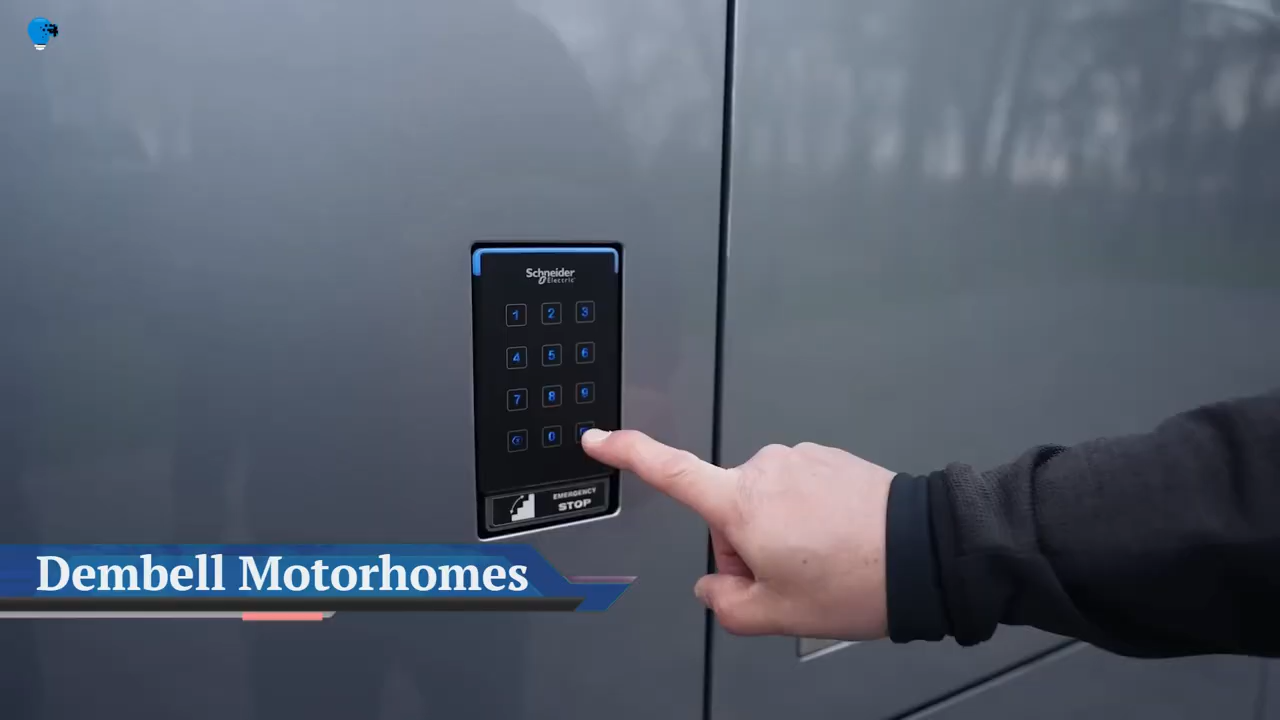 Schneider
Electric
1 2 3
4 5 6
7 8 9
0
EMERGENCY
STOP
Dembell Motorhomes